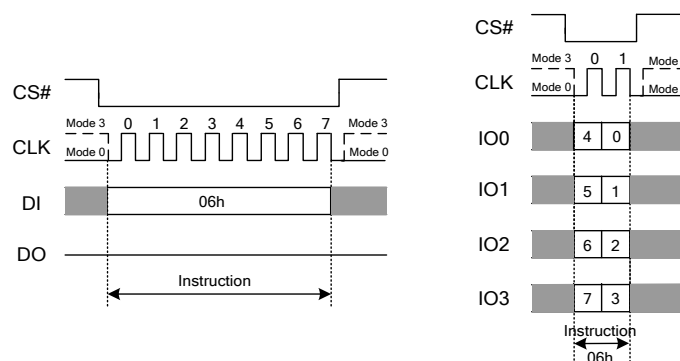 CS#
Mode 3 0 1 2 3 4 5 6 7 Mode 3
CLK
Mode 0 Mode 0
DI 06h
DO
Instruction
CS#
Mode 3 0 1 Mode
CLK
Mode 0 Mode
IO0 4 0
IO1 5 1
IO2 6 2
IO3 7 3
Instruction
06h